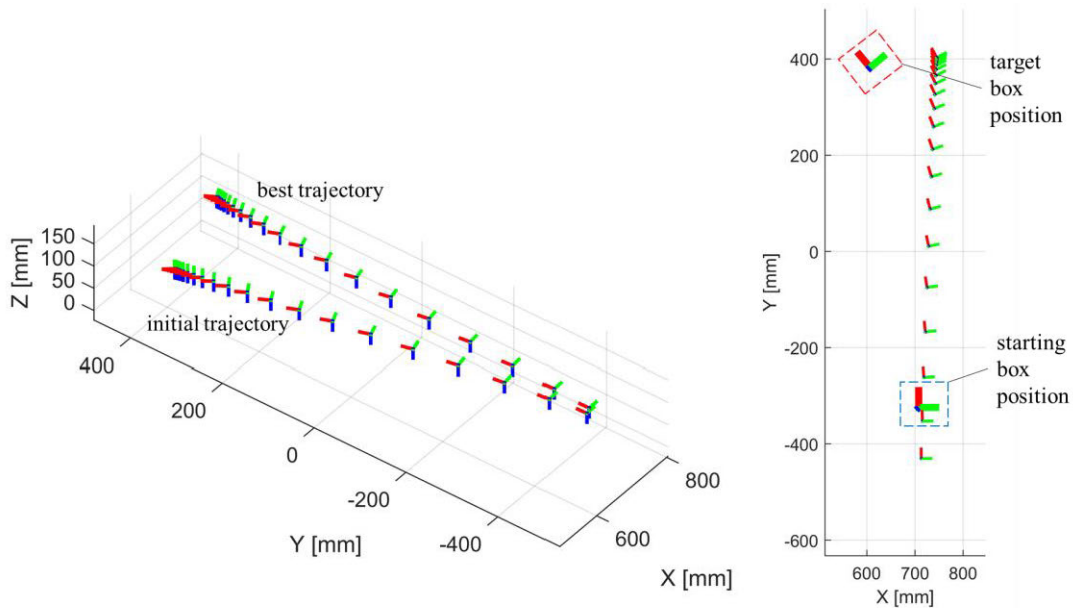 best trajectory
initial trajectory
Z [mm]
150
100
50
0
400
200
0
-200
-400
Y [mm]
800
600
X [mm]
target
box
position
starting
box
position
400
200
0
-200
-400
-600
Y [mm]
600 700 800
X [mm]